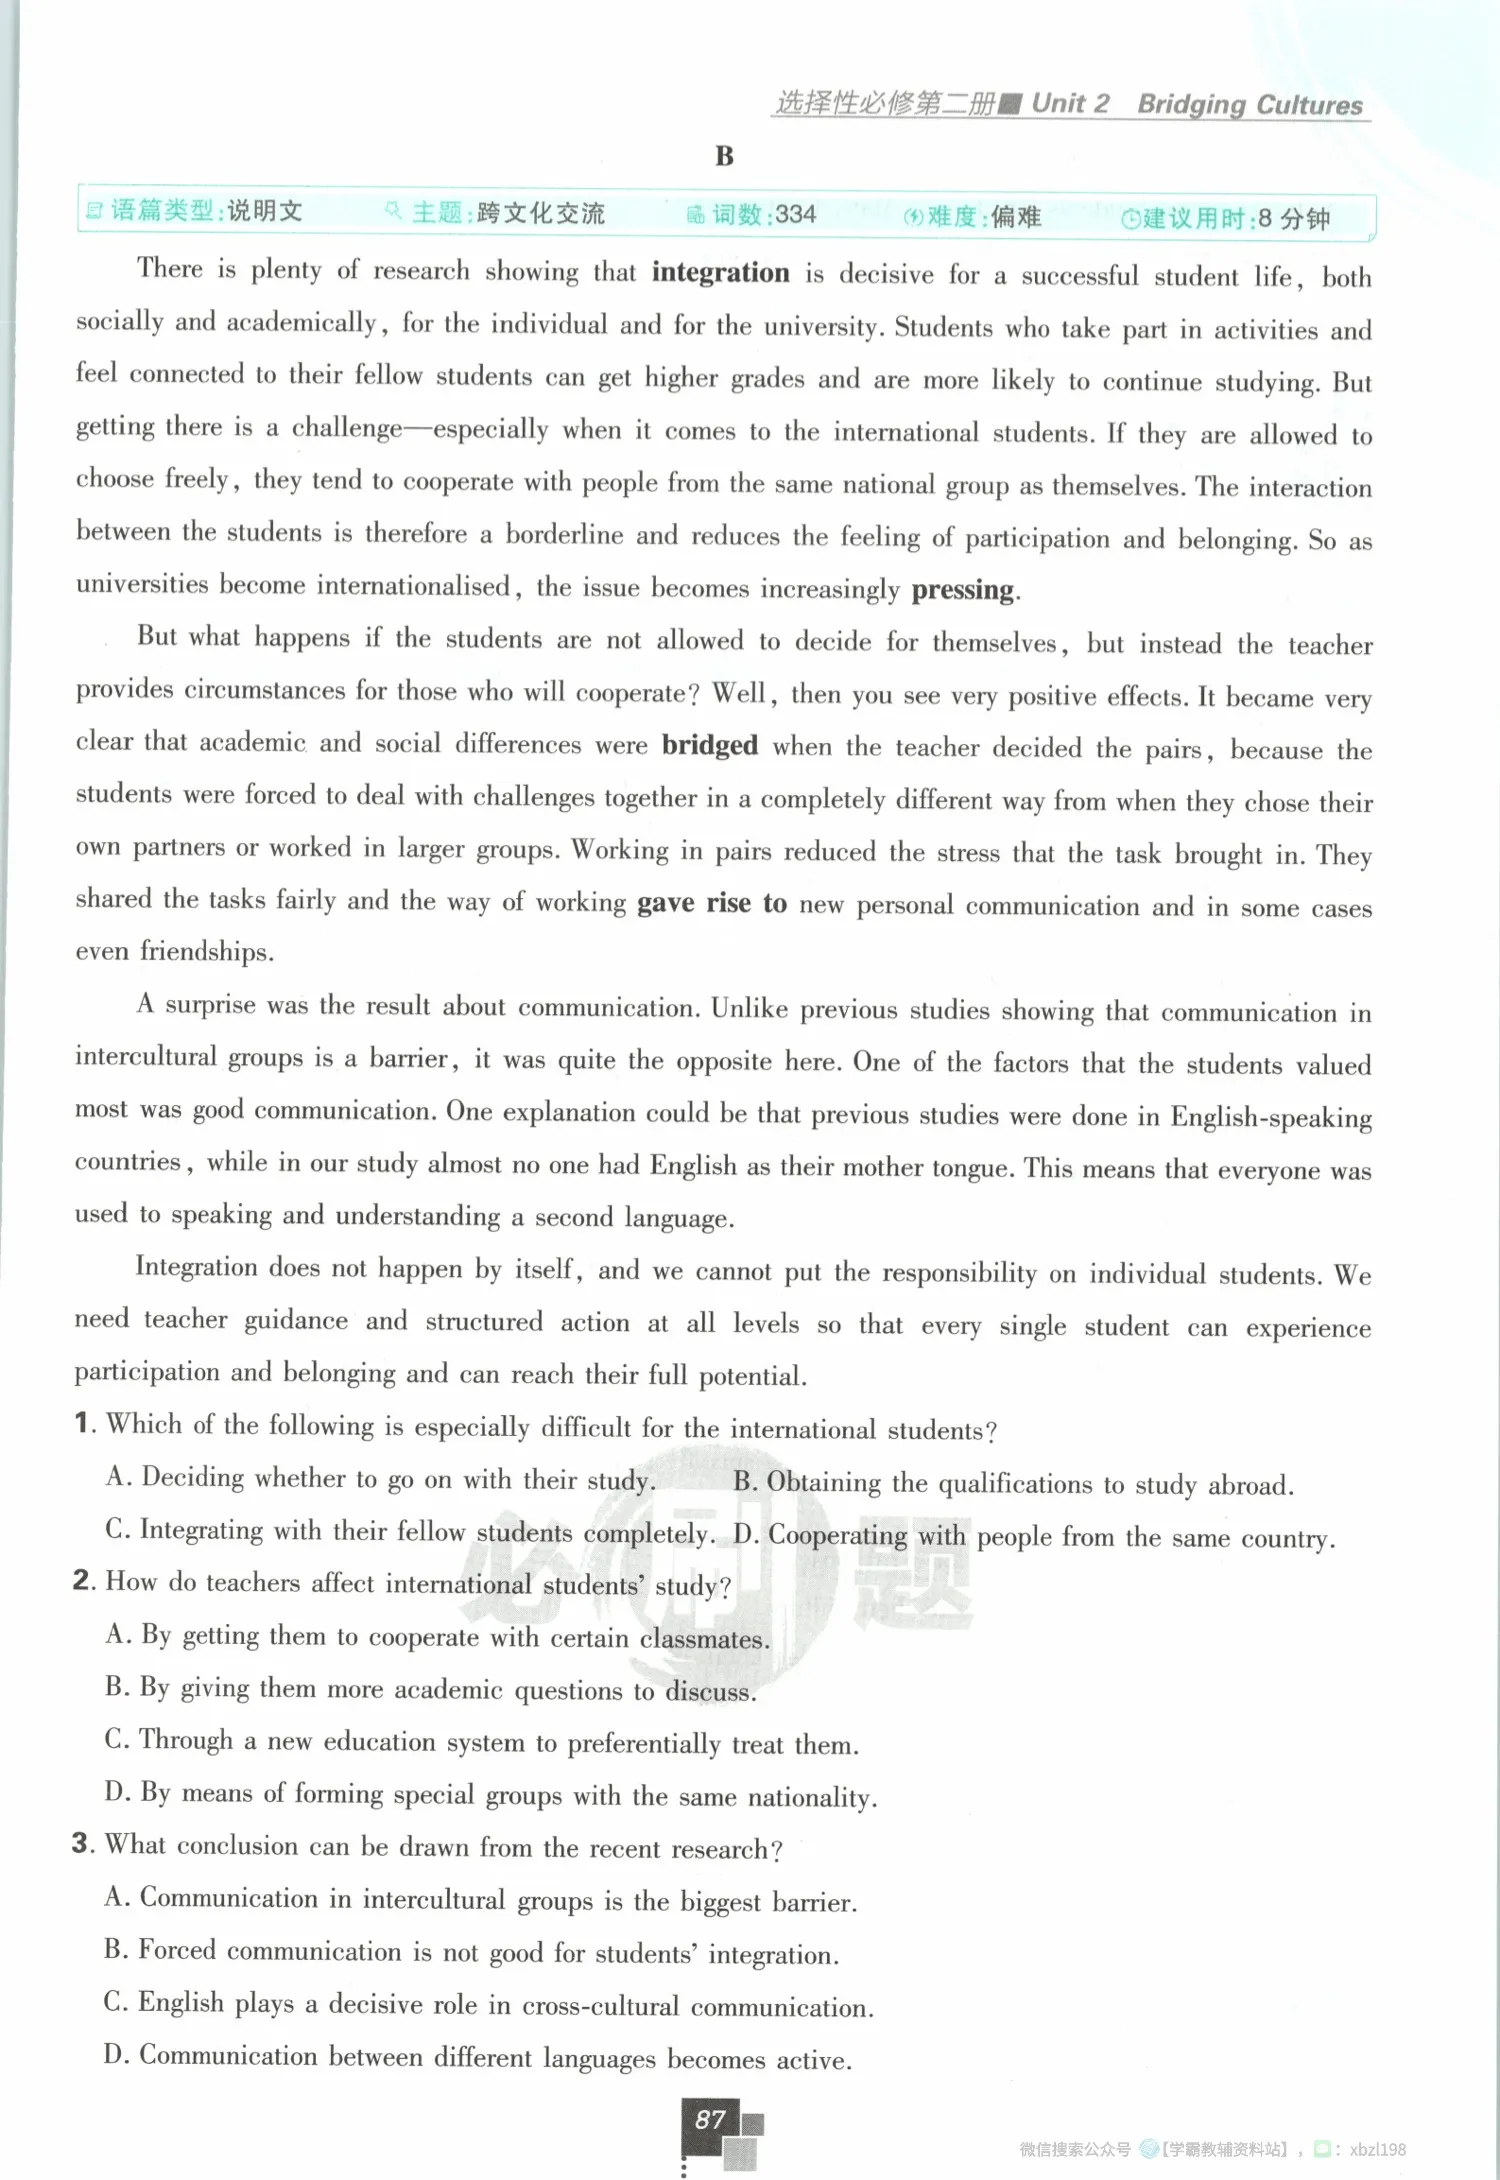 选择性必修第二册 Unit 2 Bridging Cultures
B
语篇类型:说明文 主题:跨文化交流 词数:334 难度:偏难 建议用时:8 分钟
There is plenty of research showing that integration is decisive for a successful student life, both
socially and academically, for the individual and for the university. Students who take part in activities and
feel connected to their fellow students can get higher grades and are more likely to continue studying. But
getting there is a challenge—especially when it comes to the international students. If they are allowed to
choose freely, they tend to cooperate with people from the same national group as themselves. The interaction
between the students is therefore a borderline and reduces the feeling of participation and belonging. So as
universities become internationalised, the issue becomes increasingly pressing.
But what happens if the students are not allowed to decide for themselves, but instead the teacher
provides circumstances for those who will cooperate? Well, then you see very positive effects. It became very
clear that academic and social differences were bridged when the teacher decided the pairs, because the
students were forced to deal with challenges together in a completely different way from when they chose their
own partners or worked in larger groups. Working in pairs reduced the stress that the task brought in. They
shared the tasks fairly and the way of working gave rise to new personal communication and in some cases
even friendships.
A surprise was the result about communication. Unlike previous studies showing that communication in
intercultural groups is a barrier, it was quite the opposite here. One of the factors that the students valued
most was good communication. One explanation could be that previous studies were done in English-speaking
countries, while in our study almost no one had English as their mother tongue. This means that everyone was
used to speaking and understanding a second language.
Integration does not happen by itself, and we cannot put the responsibility on individual students. We
need teacher guidance and structured action at all levels so that every single student can experience
participation and belonging and can reach their full potential.
1. Which of the following is especially difficult for the international students?
A. Deciding whether to go on with their study. B. Obtaining the qualifications to study abroad.
C. Integrating with their fellow students completely. D. Cooperating with people from the same country.
2. How do teachers affect international students' study?
A. By getting them to cooperate with certain classmates.
B. By giving them more academic questions to discuss.
C. Through a new education system to preferentially treat them.
D. By means of forming special groups with the same nationality.
3. What conclusion can be drawn from the recent research?
A. Communication in intercultural groups is the biggest barrier.
B. Forced communication is not good for students' integration.
C. English plays a decisive role in cross-cultural communication.
D. Communication between different languages becomes active.
必刷题
87
微信搜索公众号【学霸教辅资料站】, : xbzl198